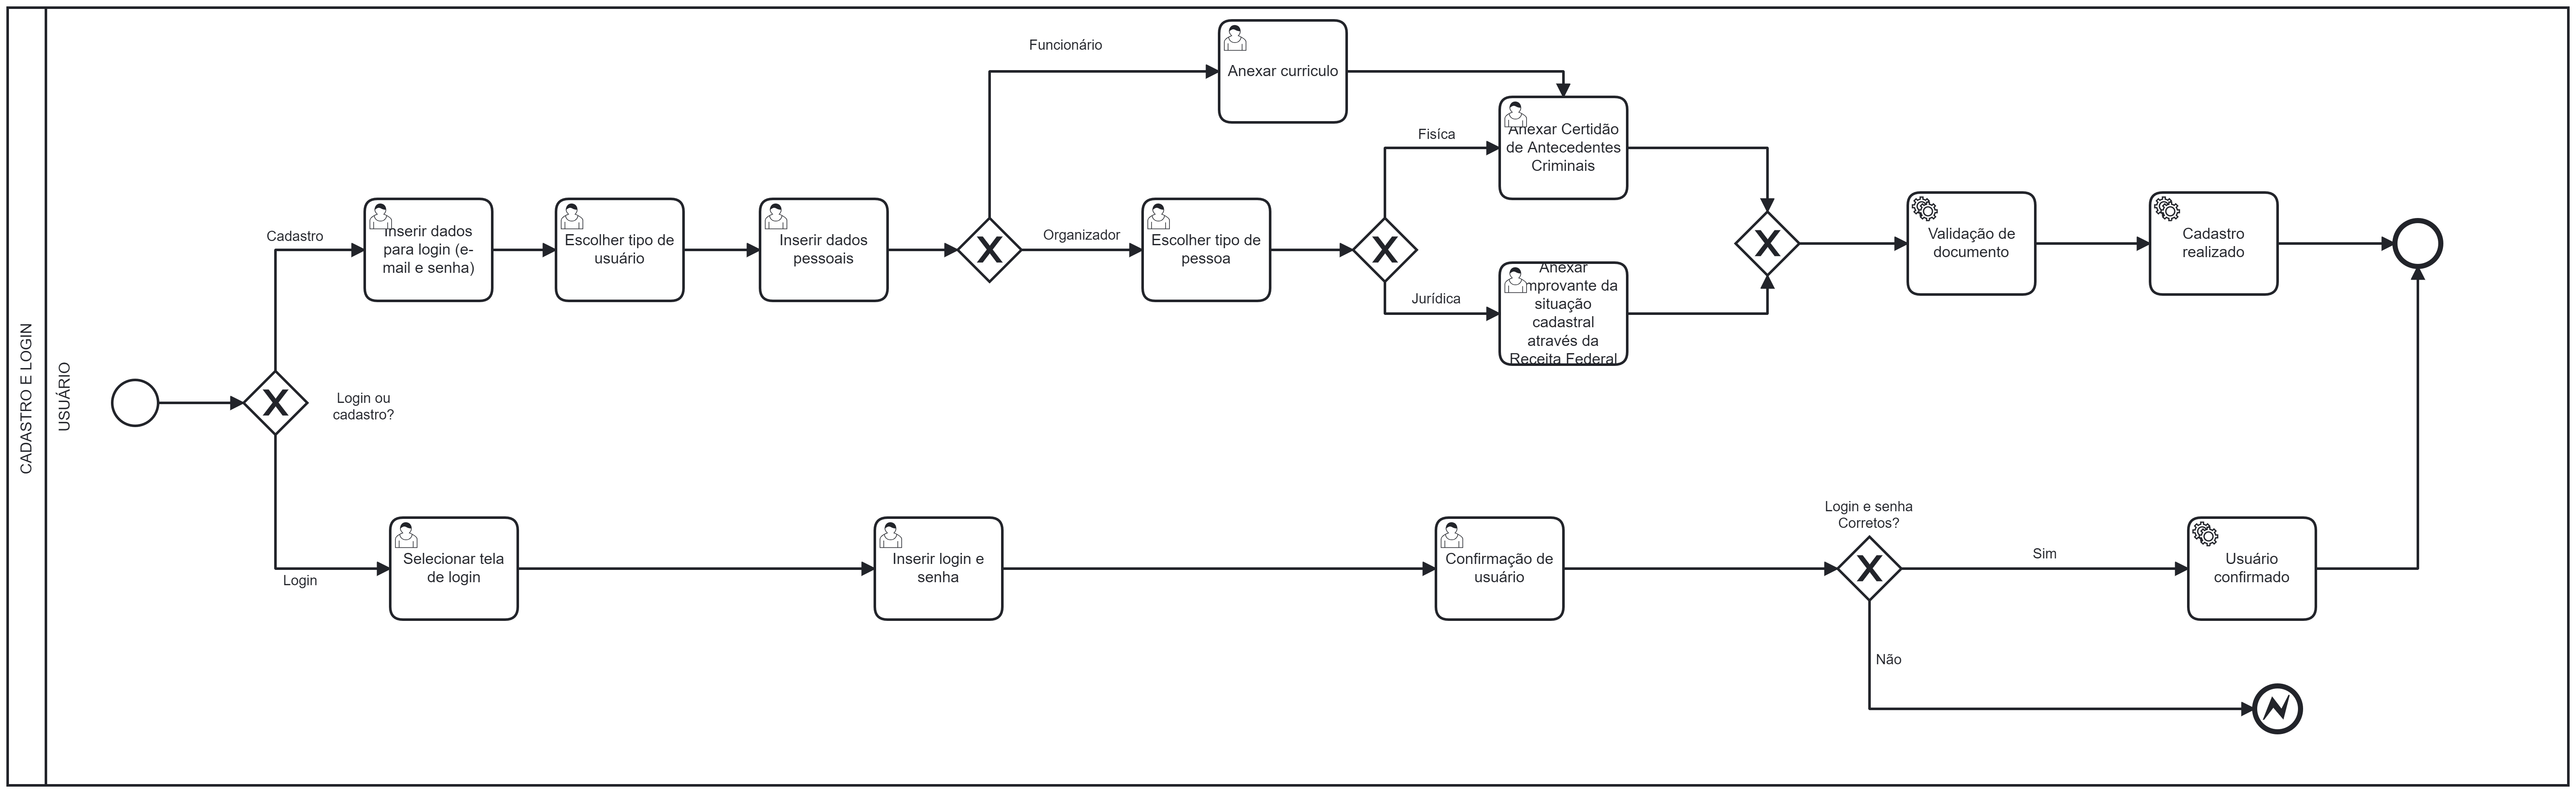 CADASTRO E LOGIN
USUÁRIO
Login ou
cadastro?
Cadastro
Inserir dados
para login (e-
mail e senha)
Escolher tipo de
usuário
Inserir dados
pessoais
Funcionário
Anexar curriculo
Organizador
Escolher tipo de
pessoa
Fisíca
Anexar Certidão
de Antecedentes
Criminais
Jurídica
Anexar
mprovante da
situação
cadastral
através da
Receita Federal
Validação de
documento
Cadastro
realizado
Login
Selecionar tela
de login
Inserir login e
senha
Confirmação de
usuário
Login e senha
Corretos?
Sim
Usuário
confirmado
Não